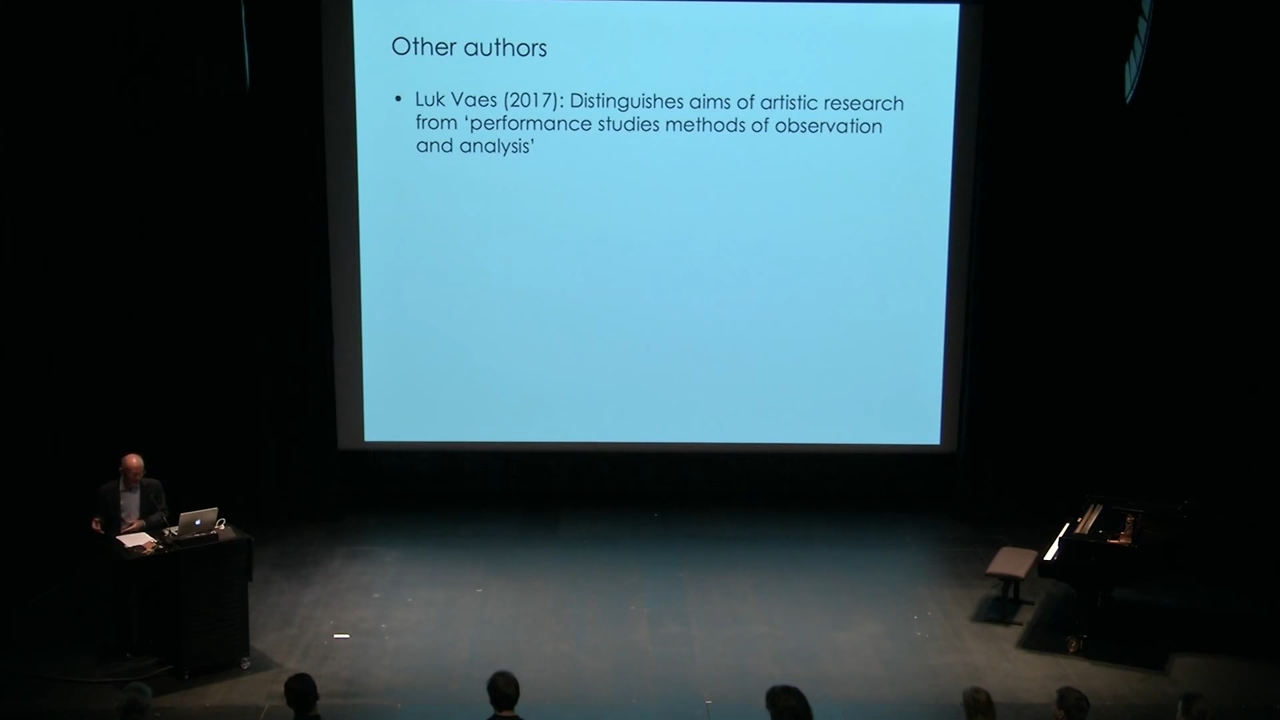 Other authors
• Luk Vaes (2017): Distinguishes aims of artistic research
from ‘performance studies methods of observation
and analysis’